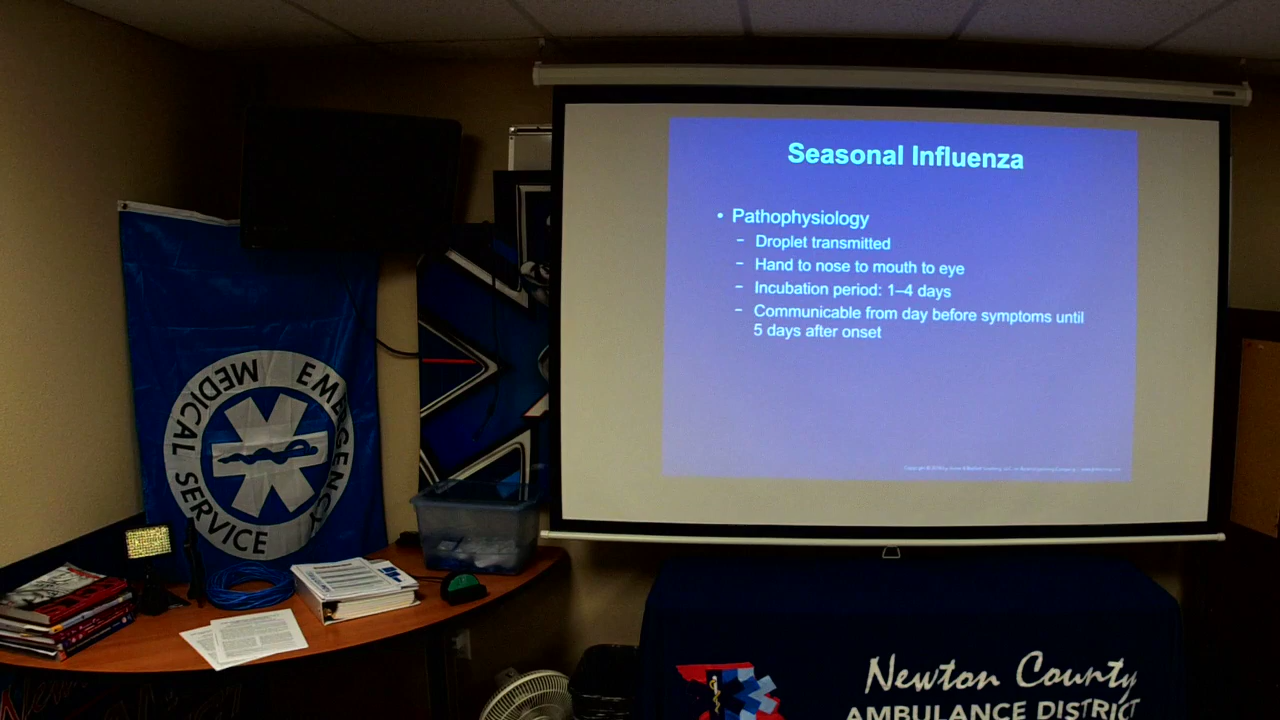 Seasonal Influenza
• Pathophysiology
– Droplet transmitted
– Hand to nose to mouth to eye
– Incubation period: 1–4 days
– Communicable from day before symptoms until
5 days after onset
EMERGENCY
MEDICAL SERVICE
Newton County
AMBULANCE DISTRICT